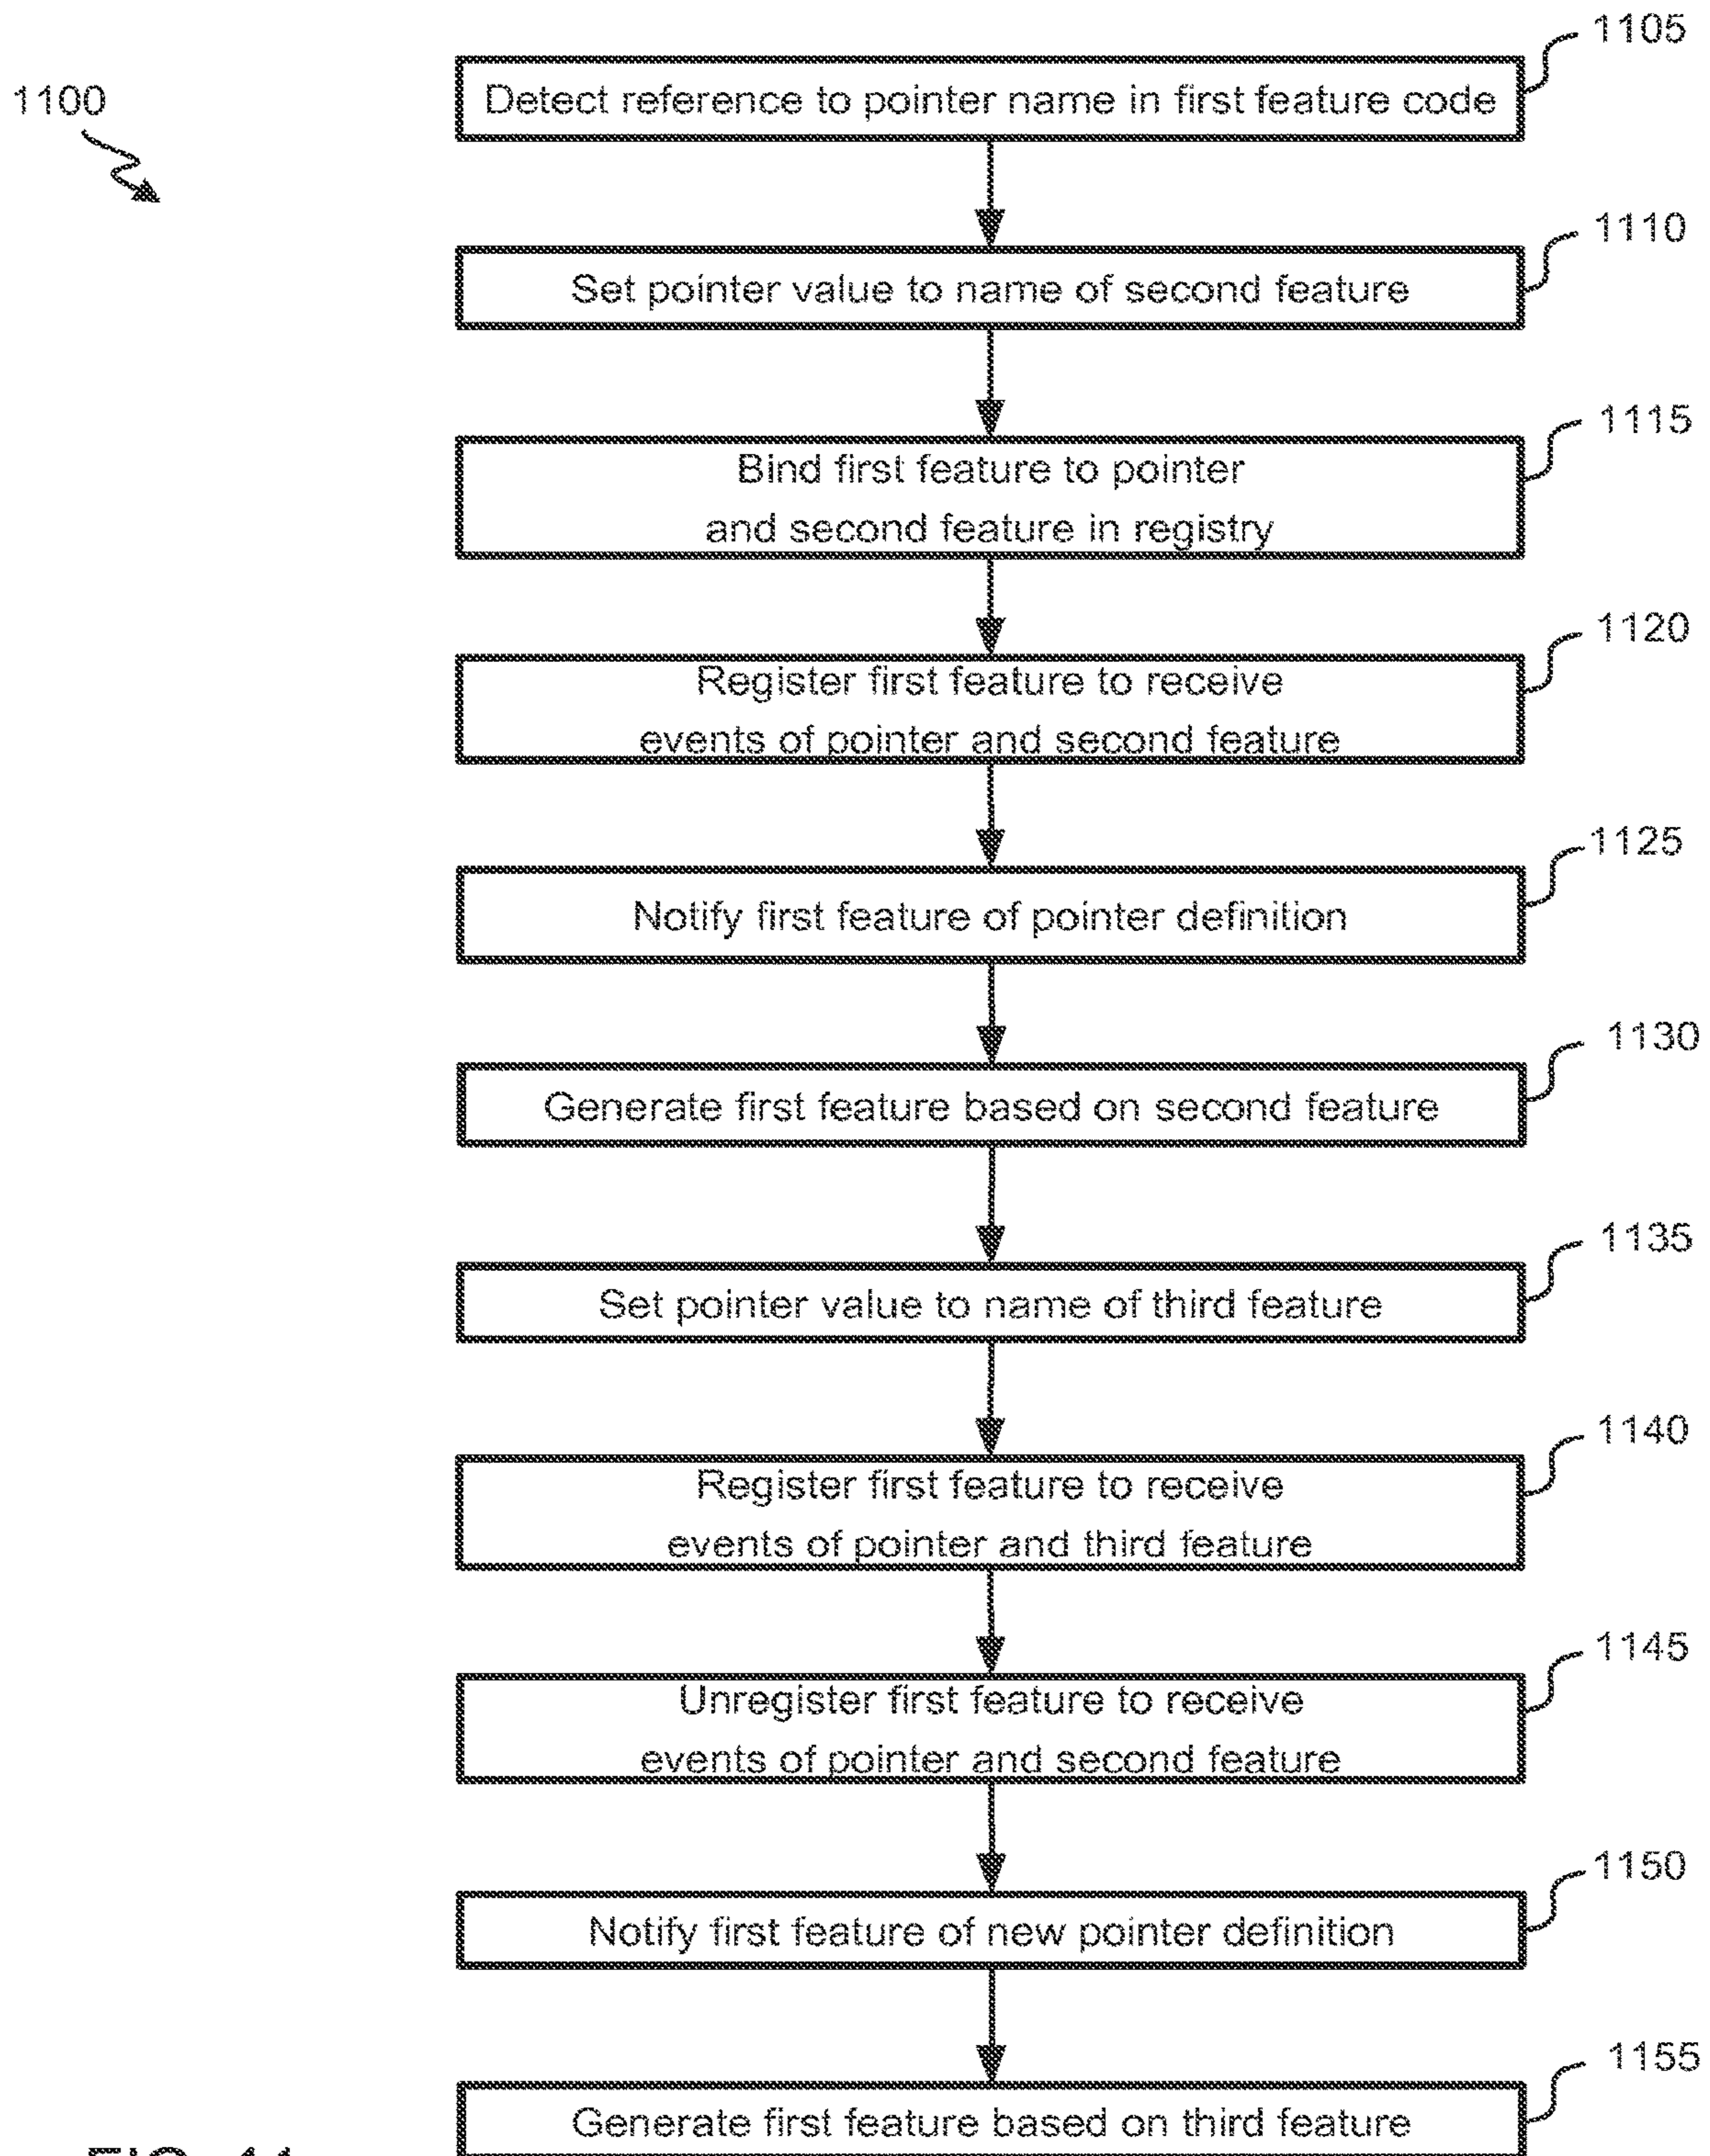 1100
1105
Detect reference to pointer name in first feature code
1110
Set pointer value to name of second feature
1115
Bind first feature to pointer
and second feature in registry
1120
Register first feature to receive
events of pointer and second feature
1125
Notify first feature of pointer definition
1130
Generate first feature based on second feature
1135
Set pointer value to name of third feature
1140
Register first feature to receive
events of pointer and third feature
1145
Unregister first feature to receive
events of pointer and second feature
1150
Notify first feature of new pointer definition
1155
Generate first feature based on third feature
FIG. 11